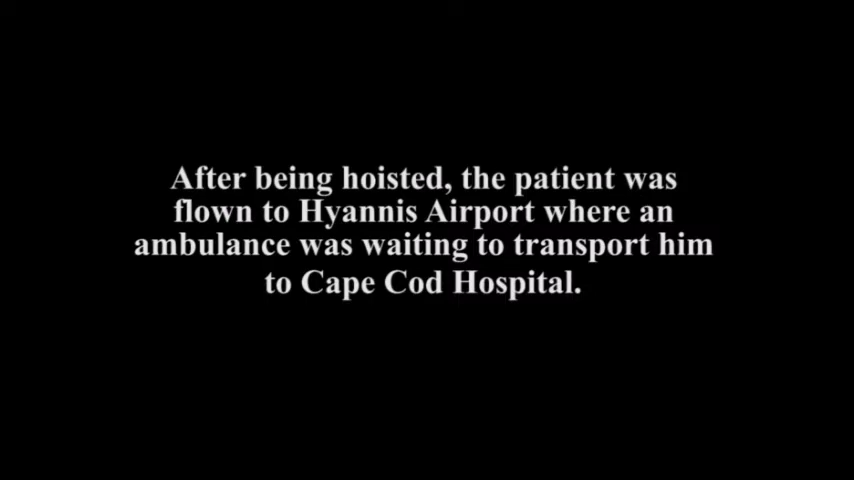 After being hoisted, the patient was
flown to Hyannis Airport where an
ambulance was waiting to transport him
to Cape Cod Hospital.